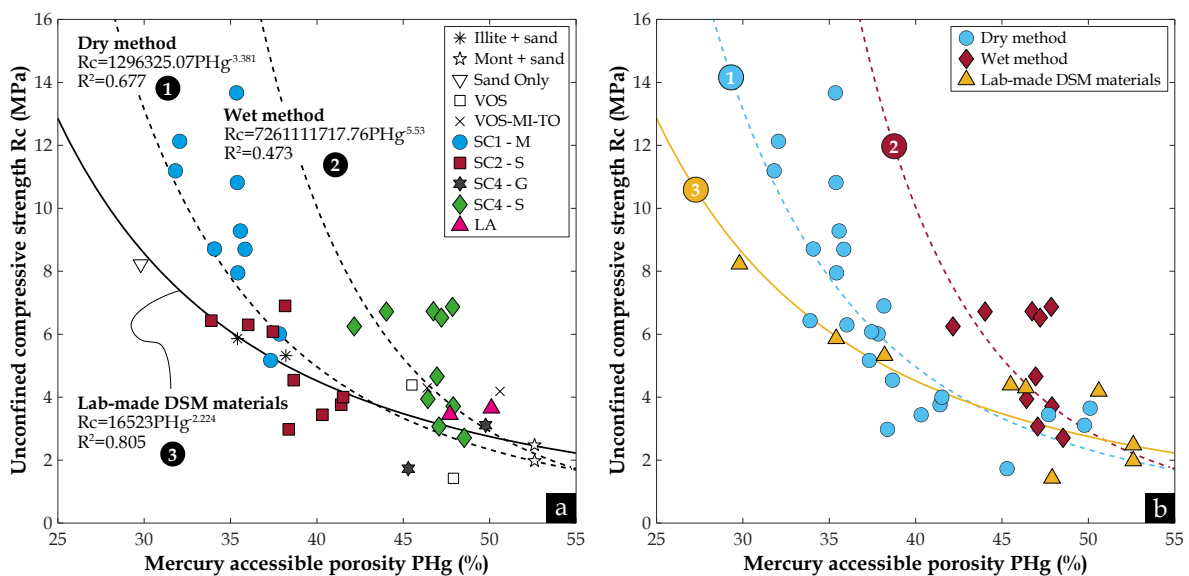 Unconfined compressive strength Rc (MPa)
16
14
12
10
8
6
4
2
0
25
30
35
40
45
50
55
Mercury accessible porosity PHg (%)
Dry method
Rc=1296325.07PHg-3.381
R²=0.677
1
Wet method
Rc=7261111717.76PHg-5.53
R²=0.473
2
Lab-made DSM materials
Rc=16523PHg-2.224
R²=0.805
3
Illite + sand
Mont + sand
Sand Only
VOS
VOS-MI-TO
SC1 - M
SC2 - S
SC4 - G
SC4 - S
LA
a
Unconfined compressive strength Rc (MPa)
16
14
12
10
8
6
4
2
0
25
30
35
40
45
50
55
Mercury accessible porosity PHg (%)
1
2
3
Dry method
Wet method
Lab-made DSM materials
b